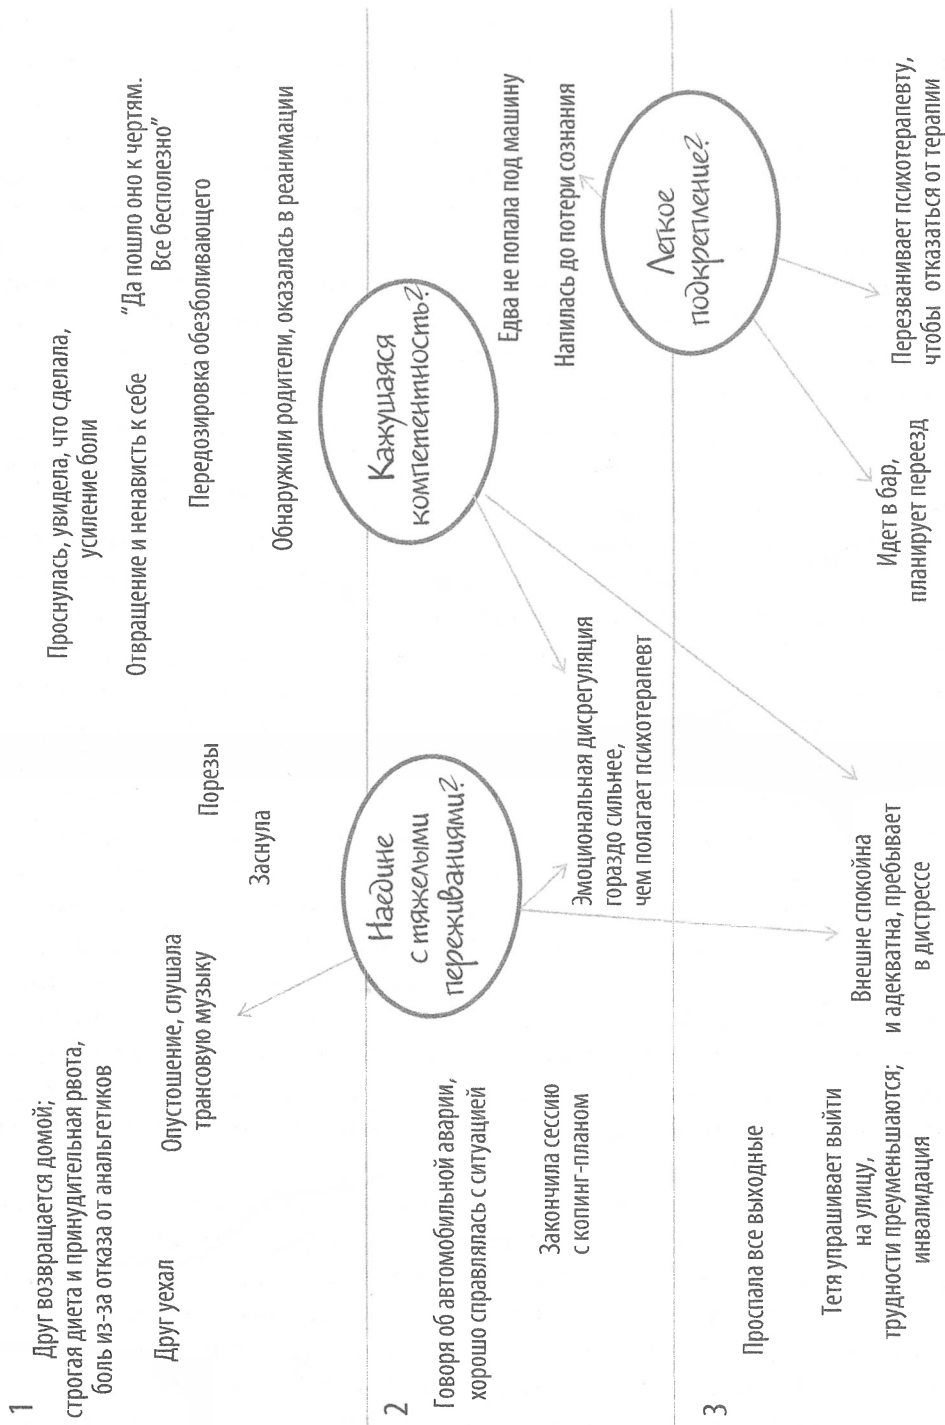 1
Друг возвращается домой;
строгая диета и принудительная рвота,
боль из-за отказа от анальгетиков
Друг уехал
Опустошение, слушала
трансовую музыку
Порезы
Заснула
Проснулась, увидела, что сделала,
усиление боли
Отвращение и ненависть к себе
“Да пошло оно к чертям.
Все бесполезно”
Передозировка обезболивающего
Обнаружили родители, оказалась в реанимации
2
Говоря об автомобильной аварии,
хорошо справлялась с ситуацией
Закончила сессию
с копинг-планом
Наедине
с тяжелыми
переживаниями?
Эмоциональная дисрегуляция
гораздо сильнее,
чем полагает психотерапевт
Кажущаяся
компетентность?
Едва не попала под машину
Напилась до потери сознания
Легкое
подкрепление?
3
Проспала все выходные
Тетя упрашивает выйти
на улицу,
трудности преуменьшаются;
инвалидация
Внешне спокойна
и адекватна, пребывает
в дистрессе
Идет в бар,
планирует переезд
Перезванивает психотерапевту,
чтобы отказаться от терапии